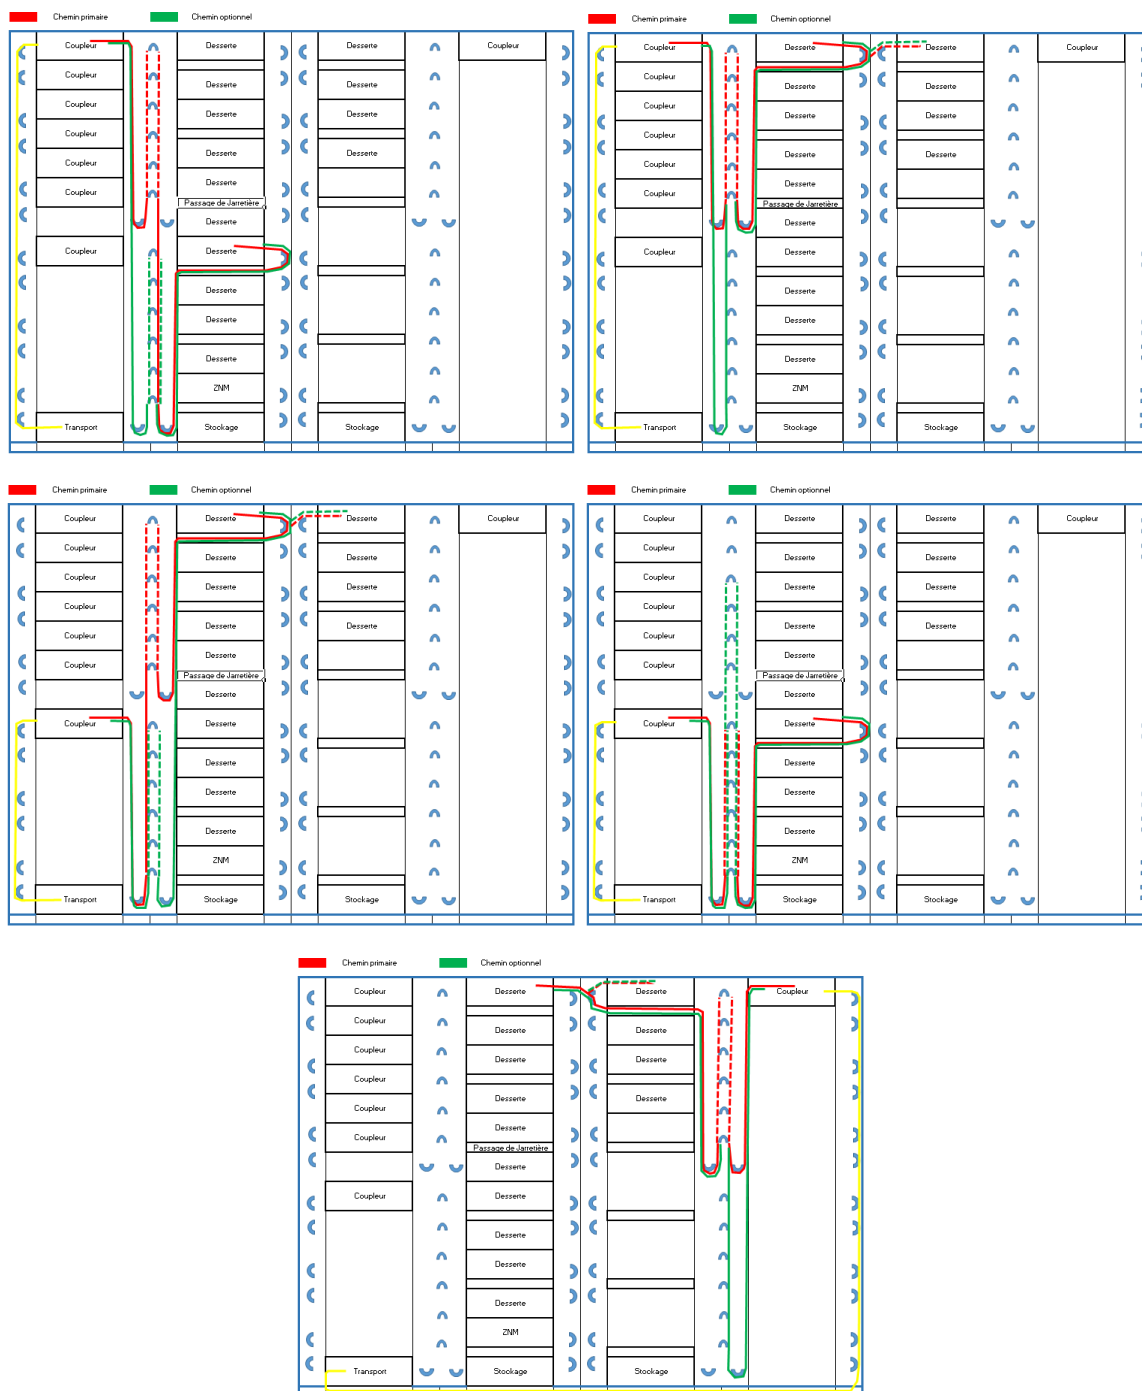 Chemin primaire Chemin optionnel
Coupleur Desserte Desserte Coupleur
Coupleur Desserte Desserte
Coupleur Desserte Desserte
Coupleur Desserte Desserte
Coupleur Desserte
Coupleur
Passage de Jarretière
Desserte
Coupleur Desserte
Desserte
Desserte
Desserte
ZNM
Transport Stockage Stockage
Chemin primaire Chemin optionnel
Coupleur Desserte Desserte Coupleur
Coupleur Desserte Desserte
Coupleur Desserte Desserte
Coupleur Desserte Desserte
Coupleur Desserte
Coupleur
Passage de Jarretière
Desserte
Coupleur Desserte
Desserte
Desserte
Desserte
ZNM
Transport Stockage Stockage
Chemin primaire Chemin optionnel
Coupleur Desserte Desserte Coupleur
Coupleur Desserte Desserte
Coupleur Desserte Desserte
Coupleur Desserte Desserte
Coupleur Desserte
Coupleur
Passage de Jarretière
Desserte
Coupleur Desserte
Desserte
Desserte
Desserte
ZNM
Transport Stockage Stockage
Chemin primaire Chemin optionnel
Coupleur Desserte Desserte Coupleur
Coupleur Desserte Desserte
Coupleur Desserte Desserte
Coupleur Desserte Desserte
Coupleur Desserte
Coupleur
Passage de Jarretière
Desserte
Coupleur Desserte
Desserte
Desserte
Desserte
ZNM
Transport Stockage Stockage
Chemin primaire Chemin optionnel
Coupleur Desserte Desserte Coupleur
Coupleur Desserte Desserte
Coupleur Desserte Desserte
Coupleur Desserte Desserte
Coupleur Desserte
Coupleur
Passage de Jarretière
Desserte
Coupleur Desserte
Desserte
Desserte
Desserte
ZNM
Transport Stockage Stockage